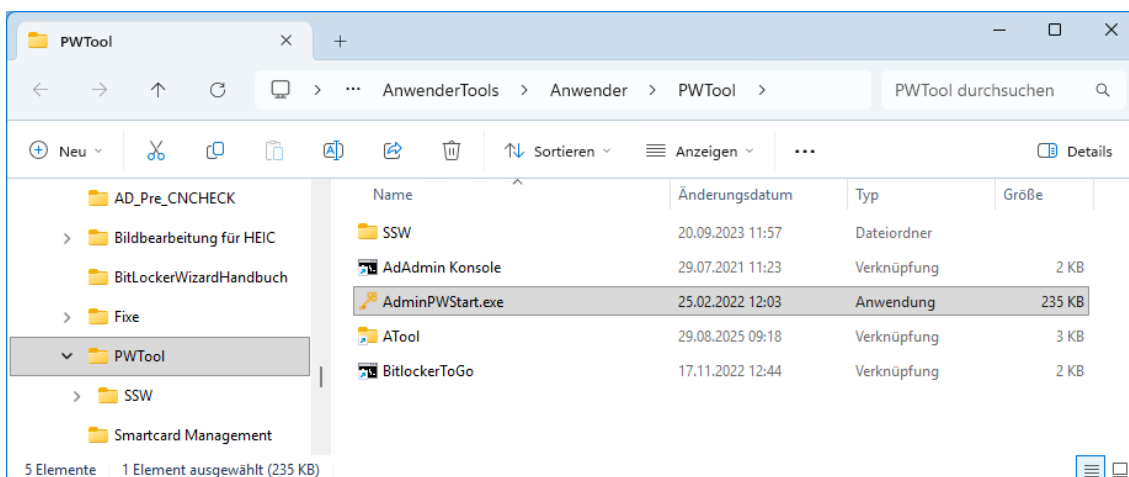 PWTool
AnwenderTools > Anwender > PWTool >
PWTool durchsuchen
Neu
Sortieren
Anzeigen
Details
AD_Pre_CNCHECK
Bildbearbeitung für HEIC
BitLockerWizardHandbuch
Fixe
PWTool
SSW
Smartcard Management
Name Änderungsdatum Typ Größe
SSW 20.09.2023 11:57 Dateiordner
AdAdmin Konsole 29.07.2021 11:23 Verknüpfung 2 KB
AdminPWStart.exe 25.02.2022 12:03 Anwendung 235 KB
ATool 29.08.2025 09:18 Verknüpfung 3 KB
BitlockerToGo 17.11.2022 12:44 Verknüpfung 2 KB
5 Elemente 1 Element ausgewählt (235 KB)